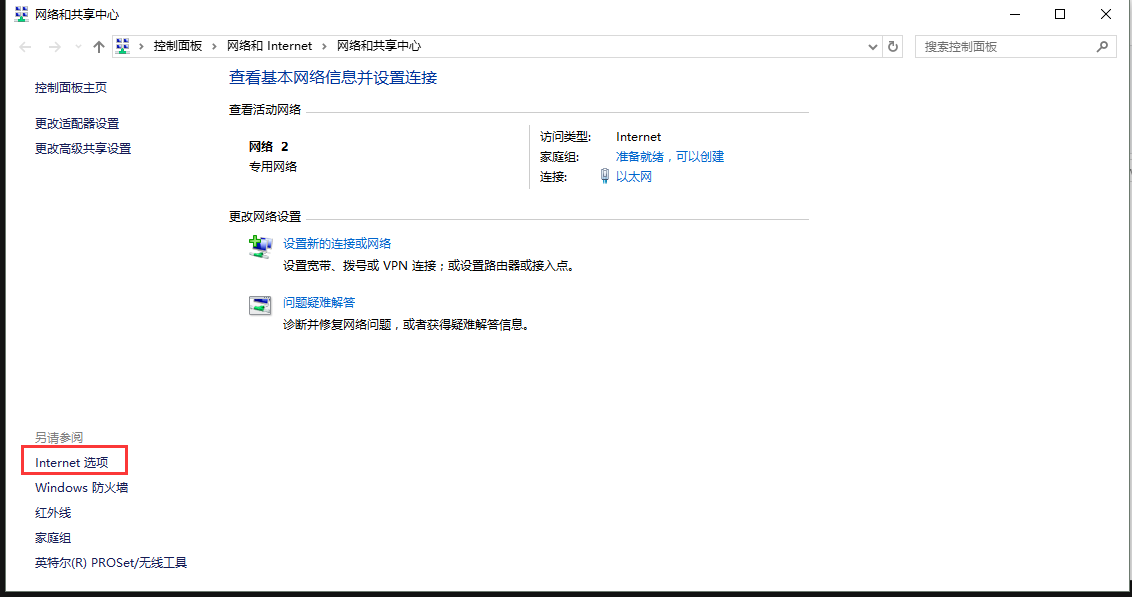 网络和共享中心
控制面板 › 网络和 Internet › 网络和共享中心
搜索控制面板
控制面板主页
更改适配器设置
更改高级共享设置
查看基本网络信息并设置连接
查看活动网络
网络 2
专用网络
访问类型: Internet
家庭组: 准备就绪，可以创建
连接: 以太网
更改网络设置
设置新的连接或网络
设置宽带、拨号或 VPN 连接；或设置路由器或接入点。
问题疑难解答
诊断并修复网络问题，或者获得疑难解答信息。
另请参阅
Internet 选项
Windows 防火墙
红外线
家庭组
英特尔(R) PROSet/无线工具